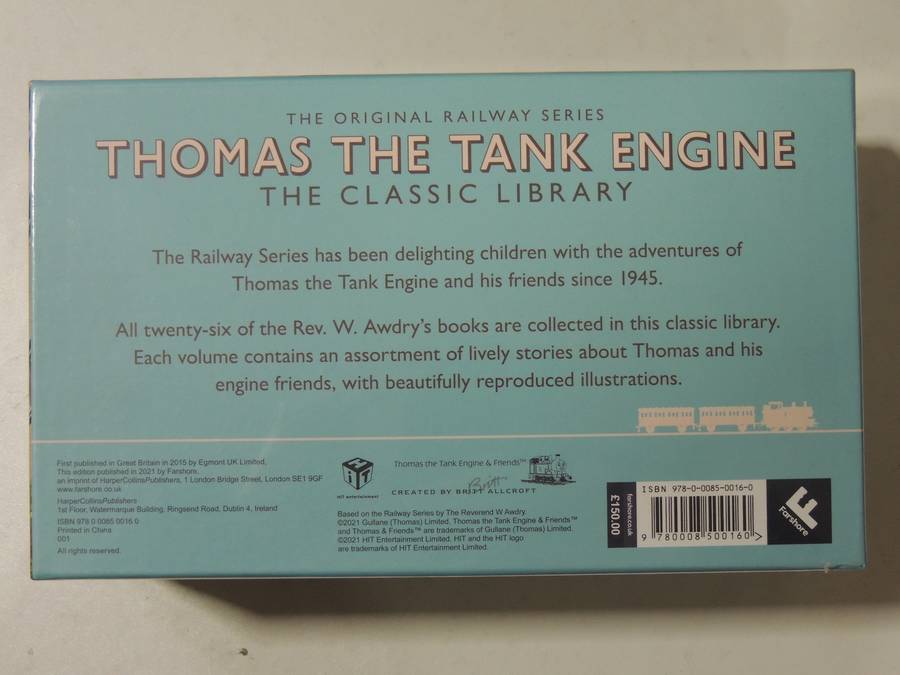 THE ORIGINAL RAILWAY SERIES
THOMAS THE TANK ENGINE
THE CLASSIC LIBRARY
The Railway Series has been delighting children with the adventures of
Thomas the Tank Engine and his friends since 1945.
All twenty-six of the Rev. W. Awdry's books are collected in this classic library.
Each volume contains an assortment of lively stories about Thomas and his
engine friends, with beautifully reproduced illustrations.
First published in Great Britain in 2015 by Egmont UK Limited.
This edition published in 2021 by Farshore,
an imprint of HarperCollinsPublishers, 1 London Bridge Street, London SE1 9GF
www.farshore.co.uk
HarperCollinsPublishers
1st Floor, Watermarque Building, Ringsend Road, Dublin 4, Ireland
ISBN 978 0 0085 0016 0
Printed in China
001
All rights reserved.
HIT
HIT entertainment
Thomas the Tank Engine & Friends™
CREATED BY BRITT ALLCROFT
Britt
Based on the Railway Series by The Reverend W Awdry.
©2021 Gullane (Thomas) Limited. Thomas the Tank Engine & Friends™
and Thomas & Friends™ are trademarks of Gullane (Thomas) Limited.
©2021 HIT Entertainment Limited. HIT and the HIT logo
are trademarks of HIT Entertainment Limited.
farshore.co.uk
£150.00
ISBN 978-0-0085-0016-0
9 780008 500160 >
F
Farshore